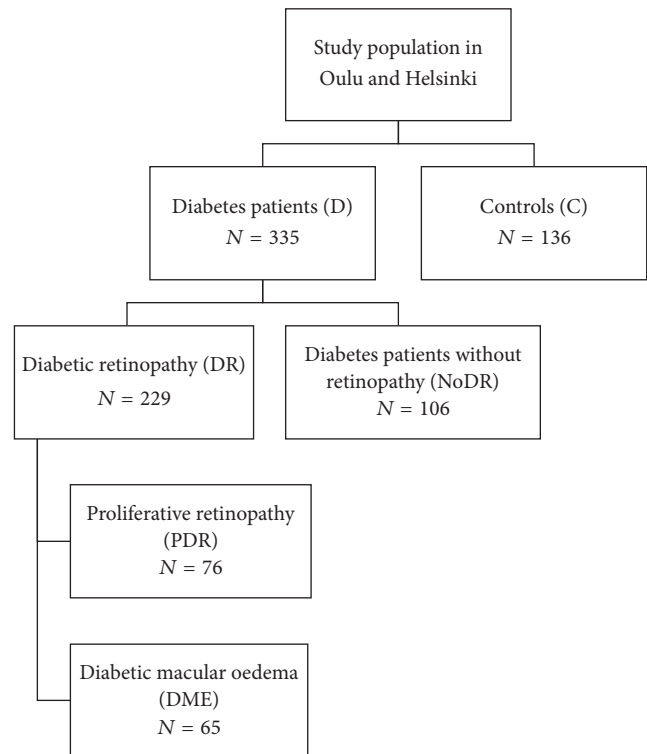 Study population in
Oulu and Helsinki
Diabetes patients (D)
N = 335
Controls (C)
N = 136
Diabetic retinopathy (DR)
N = 229
Diabetes patients without
retinopathy (NoDR)
N = 106
Proliferative retinopathy
(PDR)
N = 76
Diabetic macular oedema
(DME)
N = 65